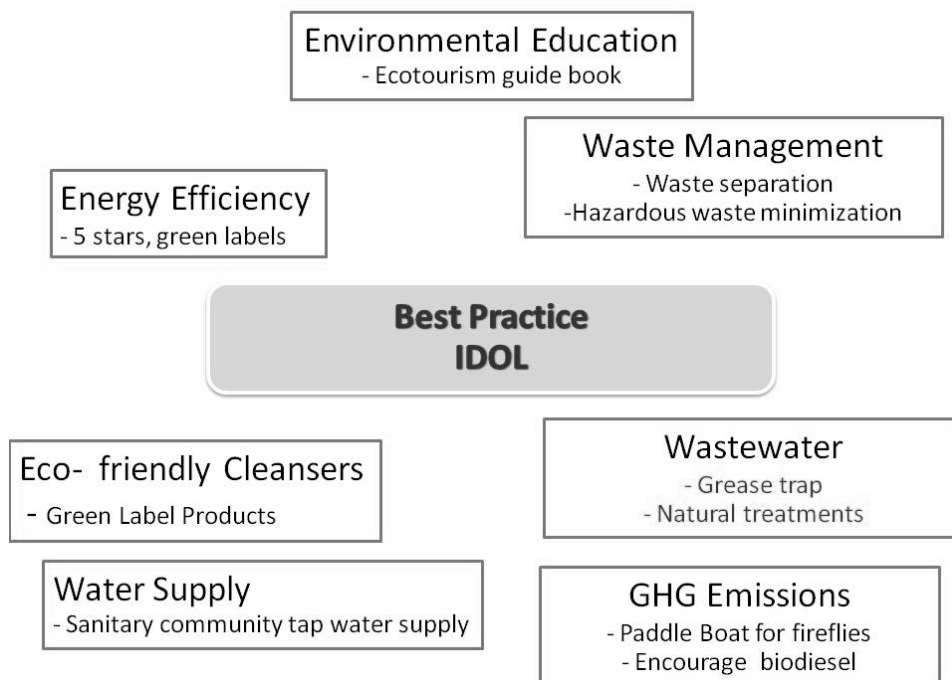 Environmental Education
- Ecotourism guide book
Waste Management
- Waste separation
-Hazardous waste minimization
Energy Efficiency
- 5 stars, green labels
Best Practice
IDOL
Eco- friendly Cleansers
- Green Label Products
Wastewater
- Grease trap
- Natural treatments
Water Supply
- Sanitary community tap water supply
GHG Emissions
- Paddle Boat for fireflies
- Encourage biodiesel